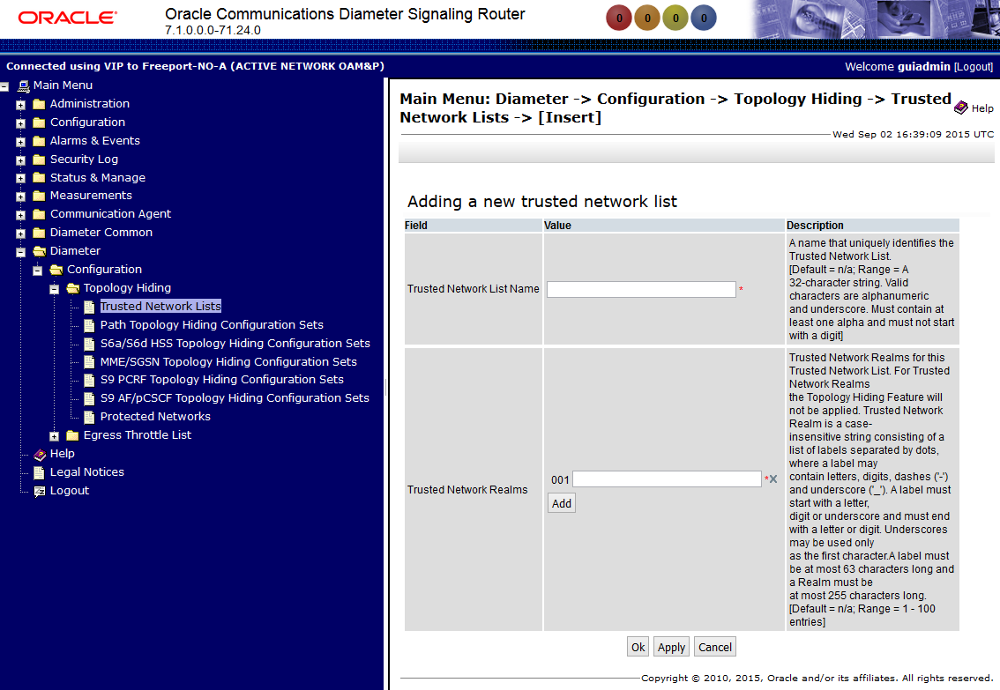 ORACLE®
Oracle Communications Diameter Signaling Router
7.1.0.0.0-71.24.0
0 0 0 0
Connected using VIP to Freeport-NO-A (ACTIVE NETWORK OAM&P)
Welcome guiadmin [Logout]
Main Menu
Administration
Configuration
Alarms & Events
Security Log
Status & Manage
Measurements
Communication Agent
Diameter Common
Diameter
Configuration
Topology Hiding
Trusted Network Lists
Path Topology Hiding Configuration Sets
S6a/S6d HSS Topology Hiding Configuration Sets
MME/SGSN Topology Hiding Configuration Sets
S9 PCRF Topology Hiding Configuration Sets
S9 AF/pCSCF Topology Hiding Configuration Sets
Protected Networks
Egress Throttle List
Help
Legal Notices
Logout
Main Menu: Diameter -> Configuration -> Topology Hiding -> Trusted
Network Lists -> [Insert]
Help
Wed Sep 02 16:39:09 2015 UTC
Adding a new trusted network list
Field Value Description
Trusted Network List Name
*
A name that uniquely identifies the
Trusted Network List.
[Default = n/a; Range = A
32-character string. Valid
characters are alphanumeric
and underscore. Must contain at
least one alpha and must not start
with a digit]
Trusted Network Realms
001 *
Add
Trusted Network Realms for this
Trusted Network List. For Trusted
Network Realms
the Topology Hiding Feature will
not be applied. Trusted Network
Realm is a case-
insensitive string consisting of a
list of labels separated by dots,
where a label may
contain letters, digits, dashes ('-')
and underscore ('_'). A label must
start with a letter,
digit or underscore and must end
with a letter or digit. Underscores
may be used only
as the first character.A label must
be at most 63 characters long and
a Realm must be
at most 255 characters long.
[Default = n/a; Range = 1 - 100
entries]
Ok Apply Cancel
Copyright © 2010, 2015, Oracle and/or its affiliates. All rights reserved.